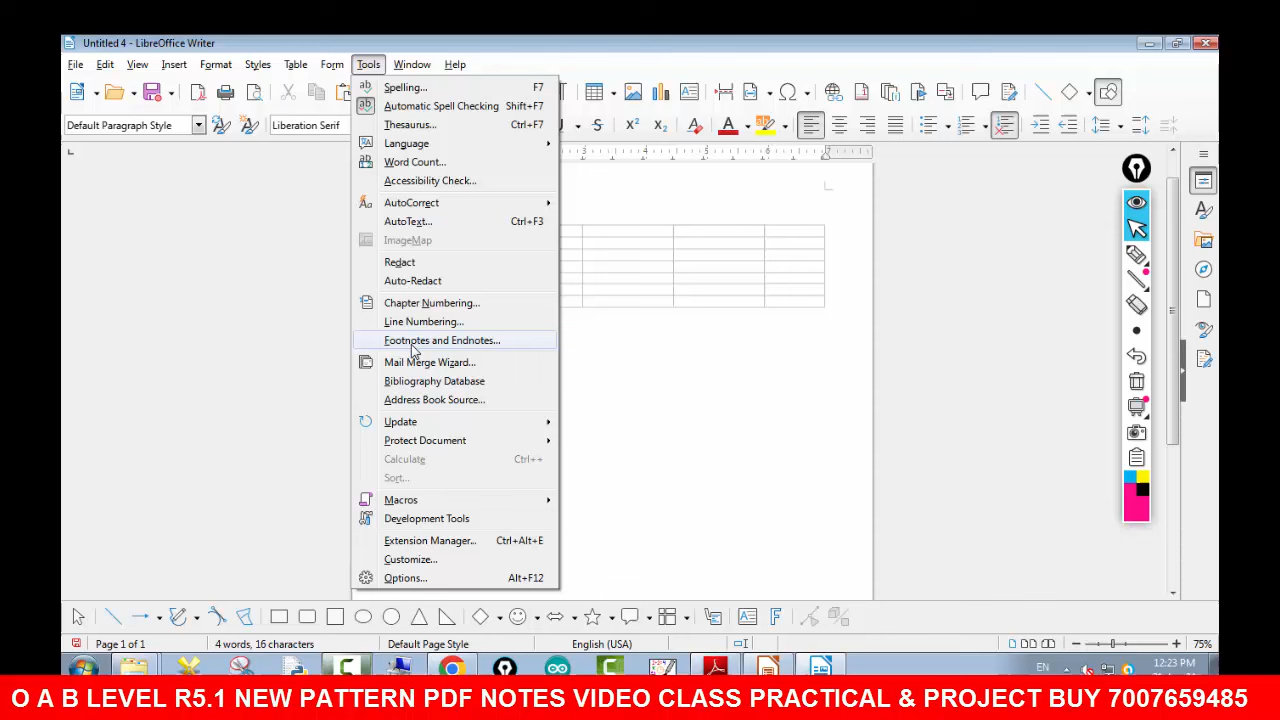 Untitled 4 - LibreOffice Writer
File Edit View Insert Format Styles Table Form Tools Window Help
Default Paragraph Style
Liberation Serif
Spelling... F7
Automatic Spell Checking Shift+F7
Thesaurus... Ctrl+F7
Language
Word Count...
Accessibility Check...
AutoCorrect
AutoText... Ctrl+F3
ImageMap
Redact
Auto-Redact
Chapter Numbering...
Line Numbering...
Footnotes and Endnotes...
Mail Merge Wizard...
Bibliography Database
Address Book Source...
Update
Protect Document
Calculate Ctrl++
Sort...
Macros
Development Tools
Extension Manager... Ctrl+Alt+E
Customize...
Options... Alt+F12
3 4 5 6 7
Page 1 of 1 4 words, 16 characters Default Page Style English (USA) 75%
EN 12:23 PM
O A B LEVEL R5.1 NEW PATTERN PDF NOTES VIDEO CLASS PRACTICAL & PROJECT BUY 7007659485